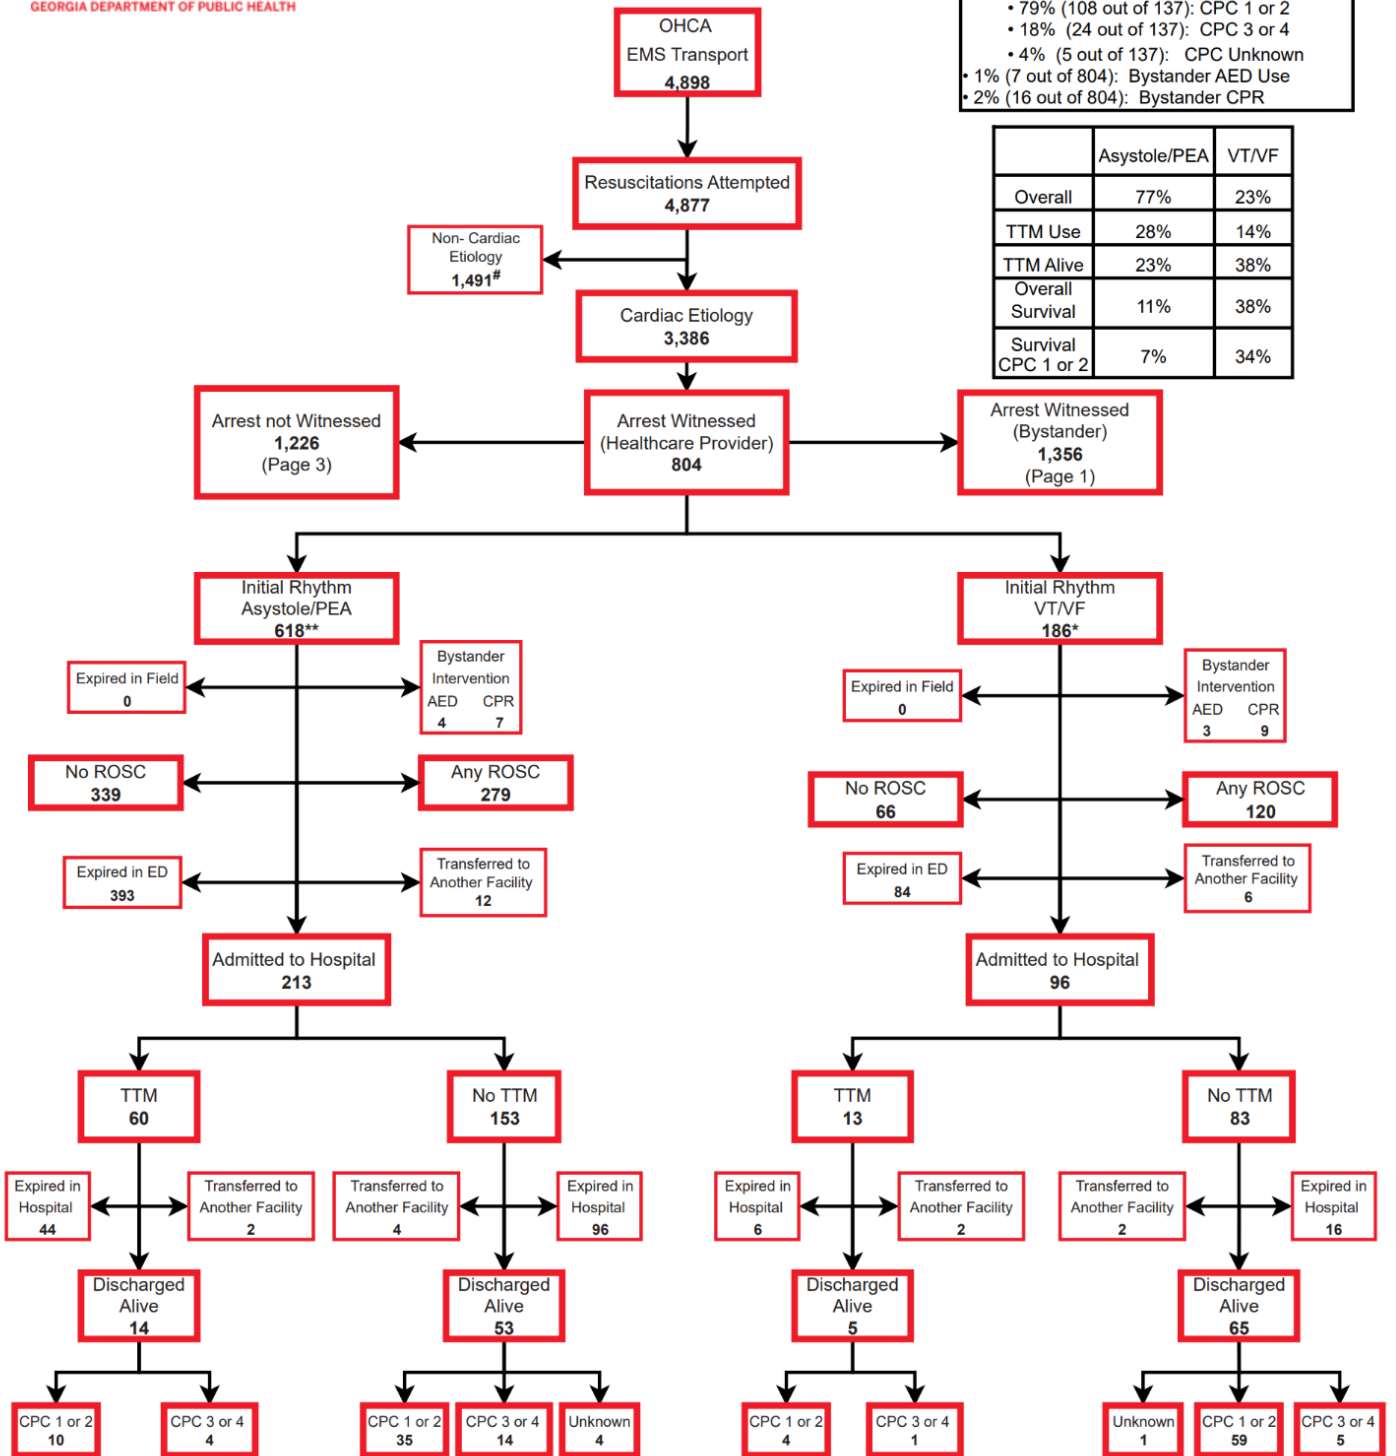 GEORGIA DEPARTMENT OF PUBLIC HEALTH
• 79% (108 out of 137): CPC 1 or 2
• 18% (24 out of 137): CPC 3 or 4
• 4% (5 out of 137): CPC Unknown
• 1% (7 out of 804): Bystander AED Use
• 2% (16 out of 804): Bystander CPR
OHCA
EMS Transport
4,898
Asystole/PEA VT/VF
Overall 77% 23%
TTM Use 28% 14%
TTM Alive 23% 38%
Overall
Survival 11% 38%
Survival
CPC 1 or 2 7% 34%
Resuscitations Attempted
4,877
Non- Cardiac
Etiology
1,491#
Cardiac Etiology
3,386
Arrest not Witnessed
1,226
(Page 3)
Arrest Witnessed
(Healthcare Provider)
804
Arrest Witnessed
(Bystander)
1,356
(Page 1)
Initial Rhythm
Asystole/PEA
618**
Expired in Field
0
Bystander
Intervention
AED CPR
4 7
No ROSC
339
Any ROSC
279
Expired in ED
393
Transferred to
Another Facility
12
Admitted to Hospital
213
Initial Rhythm
VT/VF
186*
Expired in Field
0
Bystander
Intervention
AED CPR
3 9
No ROSC
66
Any ROSC
120
Expired in ED
84
Transferred to
Another Facility
6
Admitted to Hospital
96
TTM
60
No TTM
153
TTM
13
No TTM
83
Expired in
Hospital
44
Transferred to
Another Facility
2
Transferred to
Another Facility
4
Expired in
Hospital
96
Expired in
Hospital
6
Transferred to
Another Facility
2
Transferred to
Another Facility
2
Expired in
Hospital
16
Discharged
Alive
14
Discharged
Alive
53
Discharged
Alive
5
Discharged
Alive
65
CPC 1 or 2
10
CPC 3 or 4
4
CPC 1 or 2
35
CPC 3 or 4
14
Unknown
4
CPC 1 or 2
4
CPC 3 or 4
1
Unknown
1
CPC 1 or 2
59
CPC 3 or 4
5